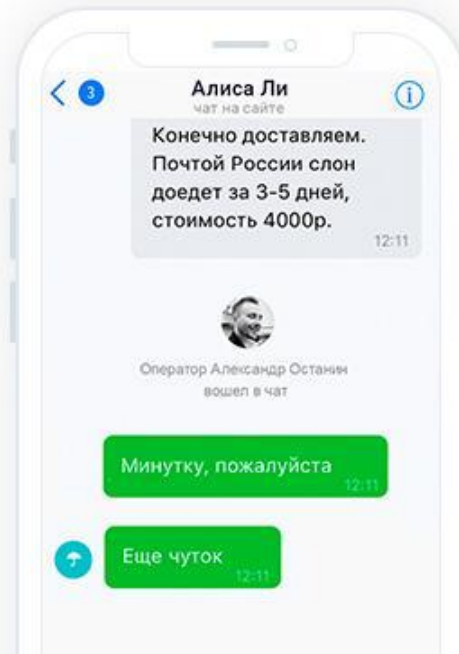 3
Алиса Ли
чат на сайте
Конечно доставляем.
Почтой России слон
доедет за 3-5 дней,
стоимость 4000р.
12:11
Оператор Александр Останин
вошел в чат
Минутку, пожалуйста
12:11
Еще чуток
12:11